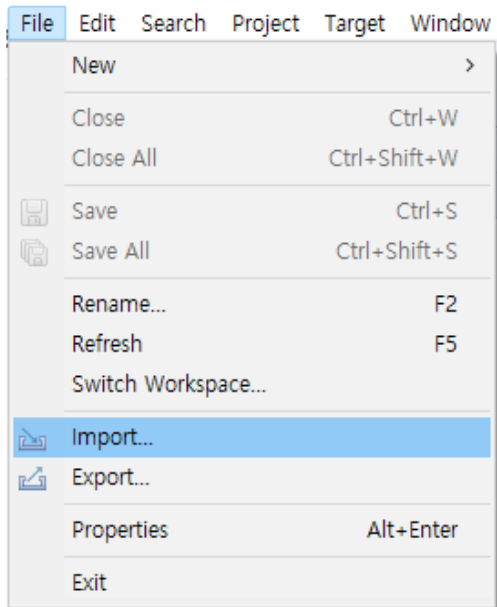 File Edit Search Project Target Window
New >
Close Ctrl+W
Close All Ctrl+Shift+W
Save Ctrl+S
Save All Ctrl+Shift+S
Rename... F2
Refresh F5
Switch Workspace...
Import...
Export...
Properties Alt+Enter
Exit